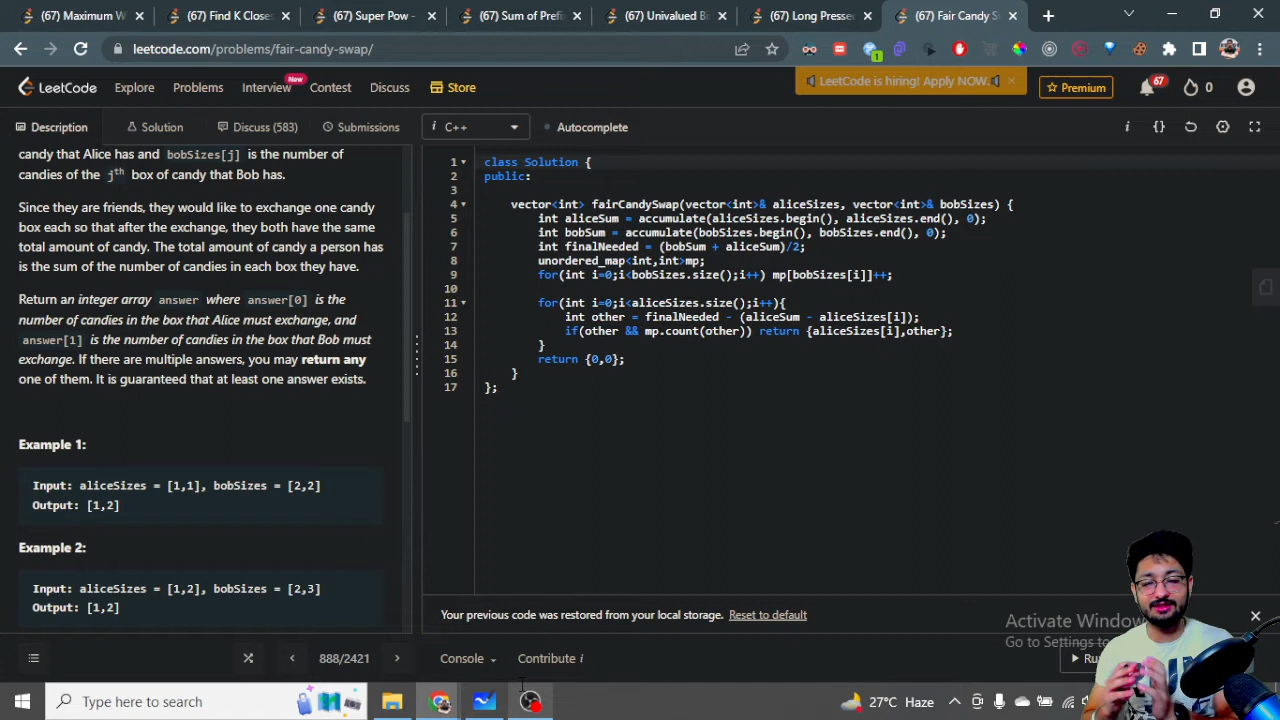 (67) Maximum W
(67) Find K Closes
(67) Super Pow -
(67) Sum of Prefi
(67) Univalued B
(67) Long Presse
(67) Fair Candy S
leetcode.com/problems/fair-candy-swap/
1
LeetCode
Explore
Problems
Interview
New
Contest
Discuss
Store
LeetCode is hiring! Apply NOW.
Premium
67
0
Description
Solution
Discuss (583)
Submissions
i C++
Autocomplete
candy that Alice has and bobSizes[j] is the number of
candies of the jth box of candy that Bob has.
Since they are friends, they would like to exchange one candy
box each so that after the exchange, they both have the same
total amount of candy. The total amount of candy a person has
is the sum of the number of candies in each box they have.
Return an integer array answer where answer[0] is the
number of candies in the box that Alice must exchange, and
answer[1] is the number of candies in the box that Bob must
exchange. If there are multiple answers, you may return any
one of them. It is guaranteed that at least one answer exists.
Example 1:
Input: aliceSizes = [1,1], bobSizes = [2,2]
Output: [1,2]
Example 2:
Input: aliceSizes = [1,2], bobSizes = [2,3]
Output: [1,2]
1 class Solution {
2 public:
3
4 vector<int> fairCandySwap(vector<int>& aliceSizes, vector<int>& bobSizes) {
5 int aliceSum = accumulate(aliceSizes.begin(), aliceSizes.end(), 0);
6 int bobSum = accumulate(bobSizes.begin(), bobSizes.end(), 0);
7 int finalNeeded = (bobSum + aliceSum)/2;
8 unordered_map<int,int>mp;
9 for(int i=0;i<bobSizes.size();i++) mp[bobSizes[i]]++;
10
11 for(int i=0;i<aliceSizes.size();i++){
12 int other = finalNeeded - (aliceSum - aliceSizes[i]);
13 if(other && mp.count(other)) return {aliceSizes[i],other};
14 }
15 return {0,0};
16 }
17 };
Your previous code was restored from your local storage. Reset to default
Activate Window
Go to Settings to
888/2421
Console
Contribute i
Ru
Type here to search
27°C Haze